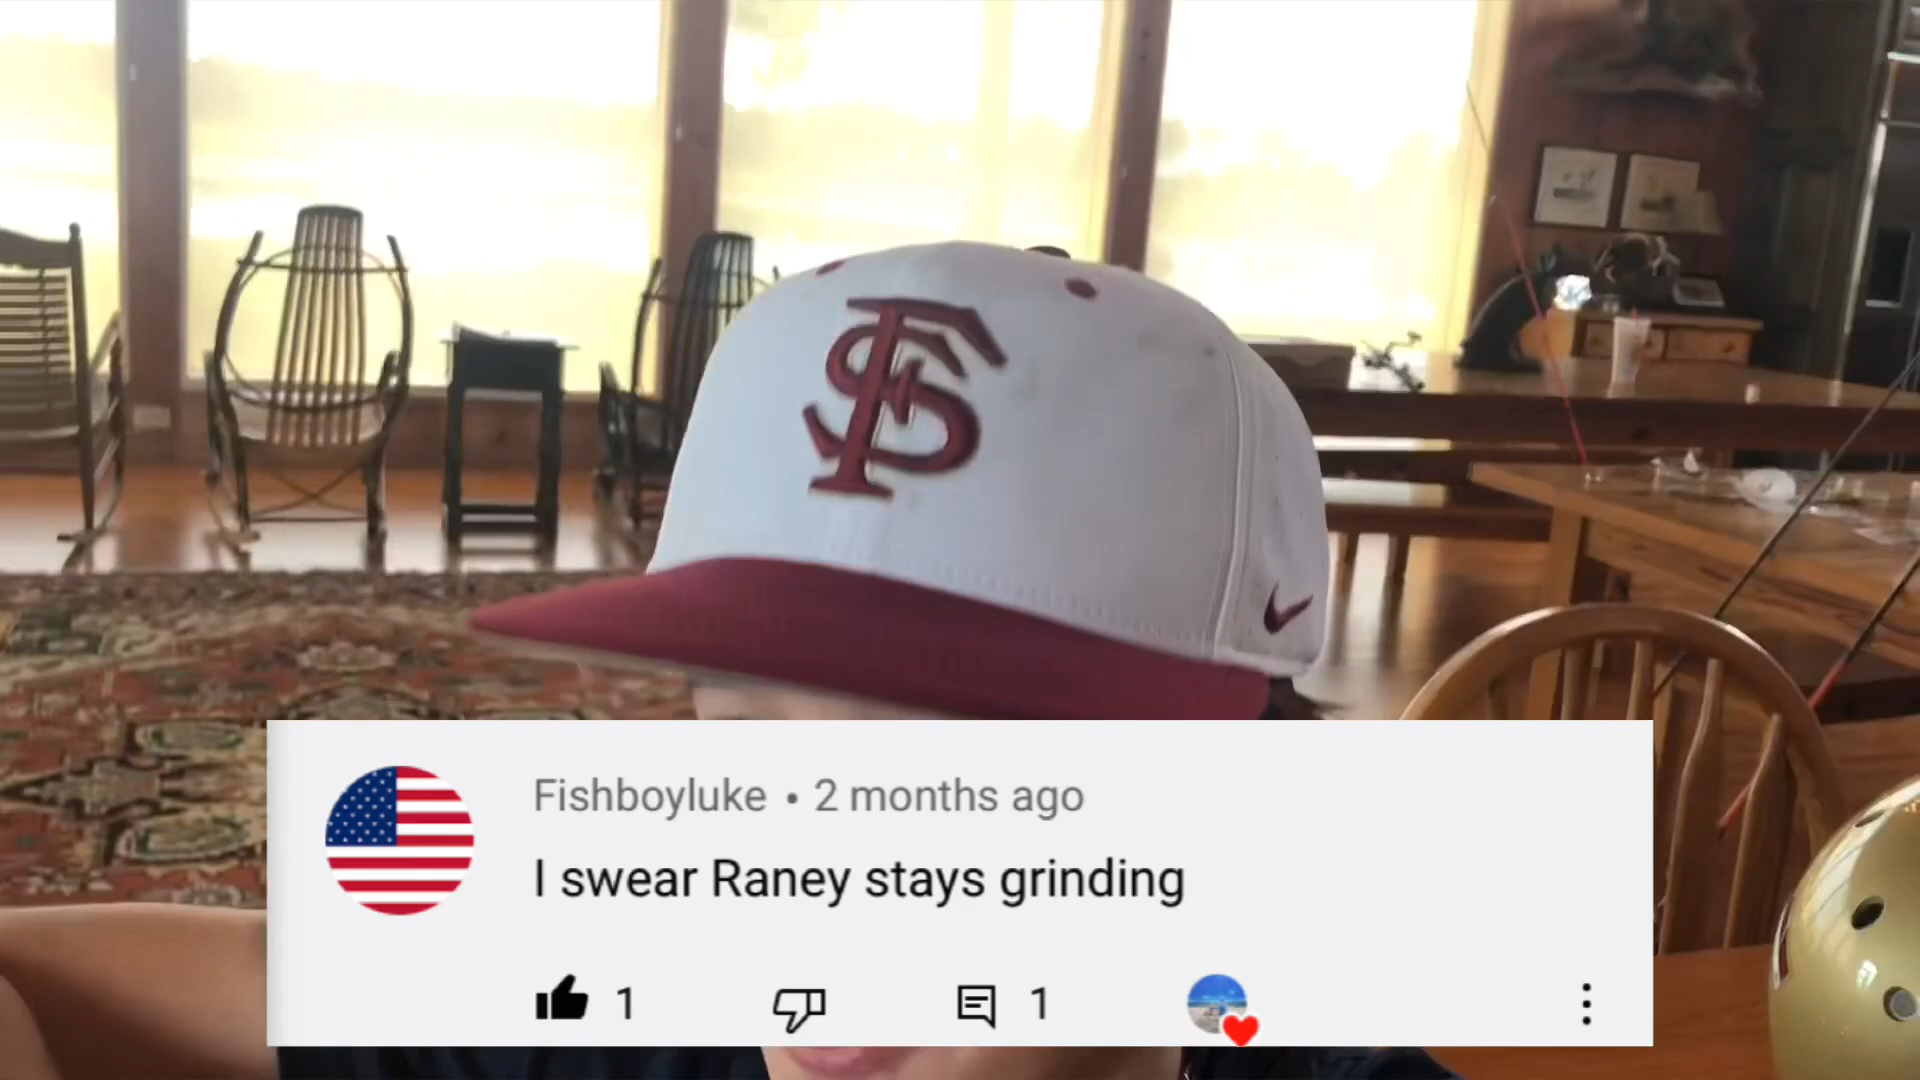 FS
Fishboyluke • 2 months ago
I swear Raney stays grinding
1
1